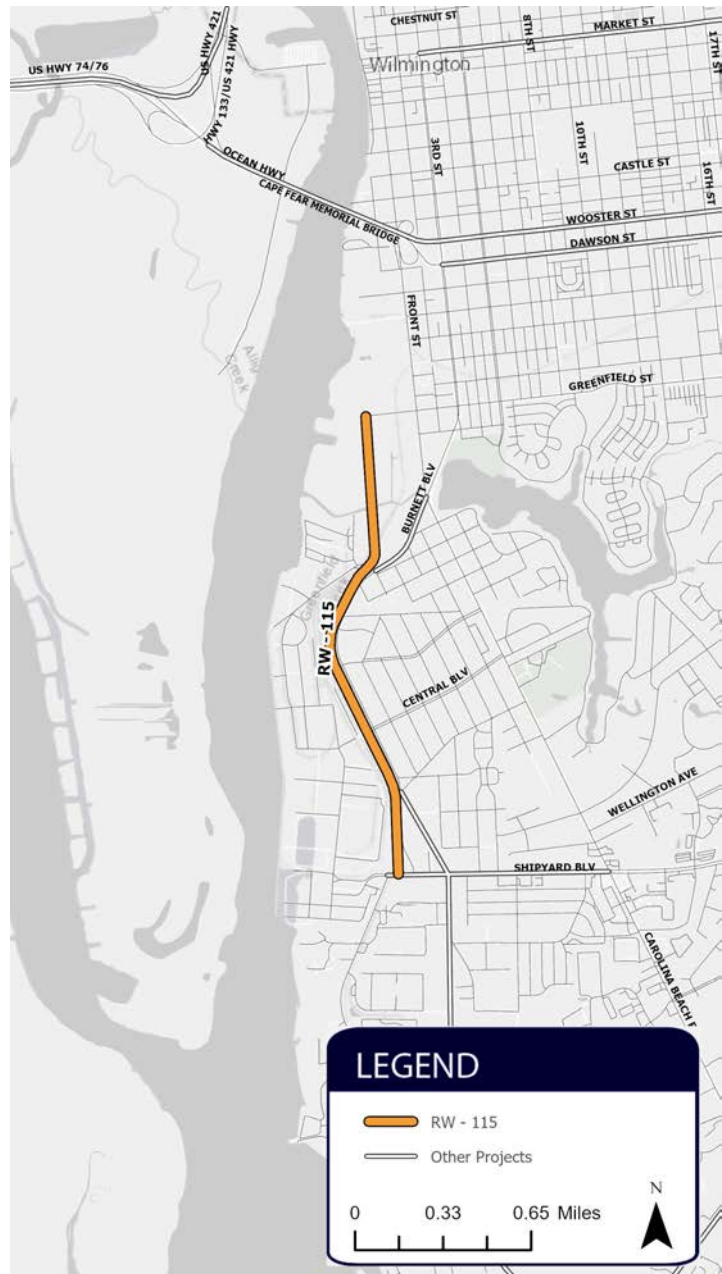 CHESTNUT ST
8TH ST
MARKET ST
17TH ST
US HWY 421
US HWY 74/76
Wilmington
HWY 133/US 421 HWY
3RD ST
10TH ST
OCEAN HWY
CASTLE ST
16TH ST
CAPE FEAR MEMORIAL BRIDGE
WOOSTER ST
DAWSON ST
FRONT ST
Creek
GREENFIELD ST
BURNETT BLV
Greenfield
RW - 115
CENTRAL BLV
WELLINGTON AVE
SHIPYARD BLV
CAROLINA BEACH
LEGEND
RW - 115
Other Projects
N
0 0.33 0.65 Miles